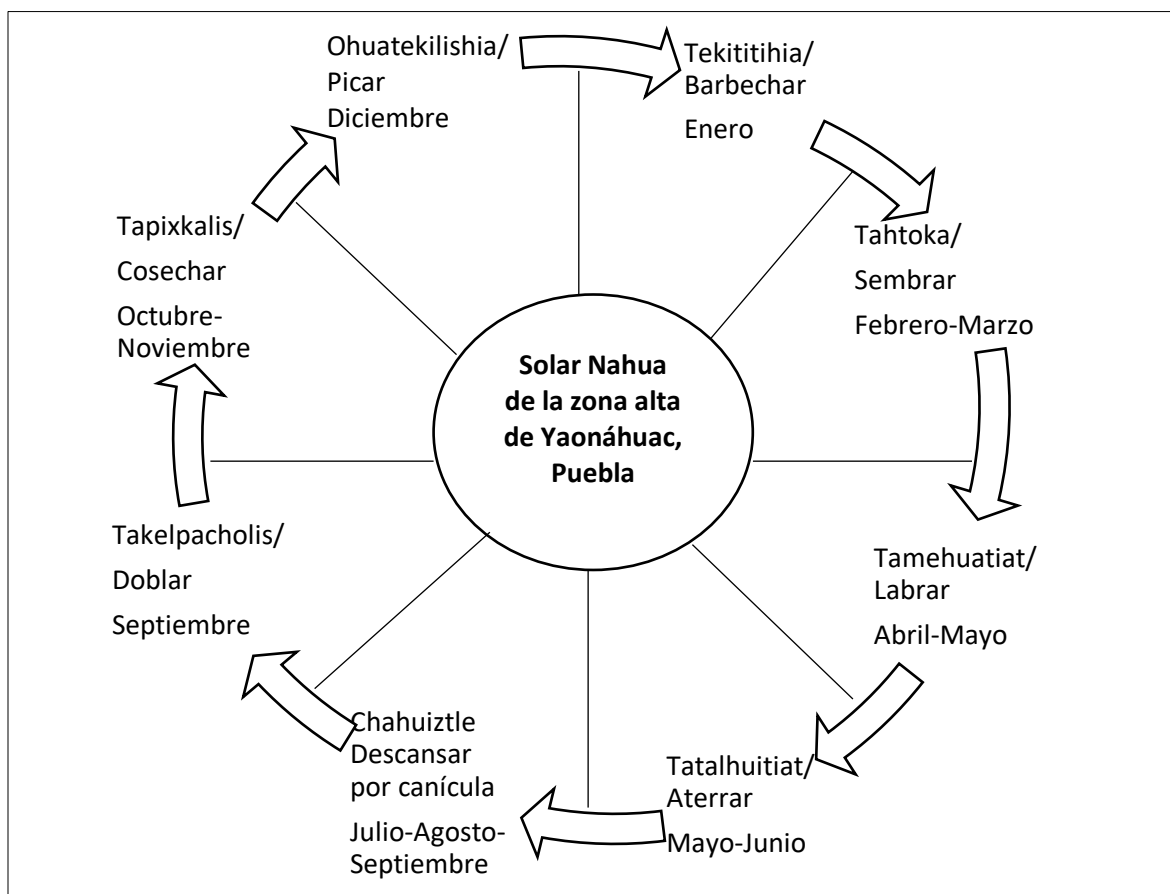 Ohuatekilishia/
Picar
Diciembre
Tekititihia/
Barbechar
Enero
Tahtoka/
Sembrar
Febrero-Marzo
Tamehuatiat/
Labrar
Abril-Mayo
Tatalhuitiat/
Aterrar
Mayo-Junio
Chahuiztle
Descansar
por canícula
Julio-Agosto-
Septiembre
Takelpacholis/
Doblar
Septiembre
Tapixkalis/
Cosechar
Octubre-
Noviembre
Solar Nahua
de la zona alta
de Yaonáhuac,
Puebla